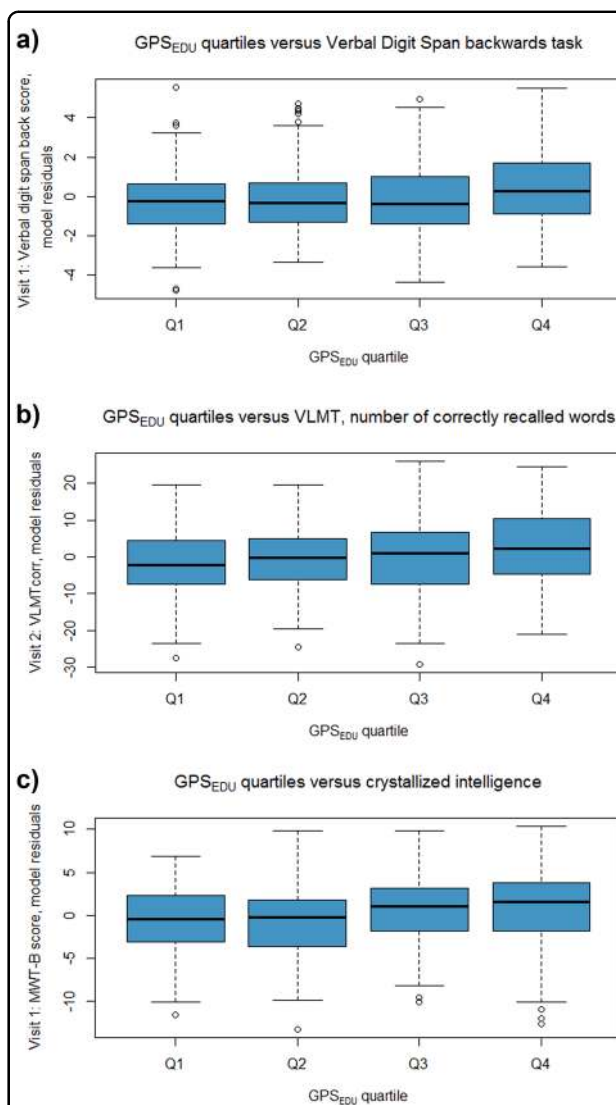 a)
GPSEDU quartiles versus Verbal Digit Span backwards task
Visit 1: Verbal digit span back score,
model residuals
4
2
0
-2
-4
Q1 Q2 Q3 Q4
GPSEDU quartile
b)
GPSEDU quartiles versus VLMT, number of correctly recalled words
Visit 2: VLMTcorr, model residuals
20
10
0
-10
-20
-30
Q1 Q2 Q3 Q4
GPSEDU quartile
c)
GPSEDU quartiles versus crystallized intelligence
Visit 1: MWT-B score, model residuals
10
5
0
-5
-10
Q1 Q2 Q3 Q4
GPSEDU quartile